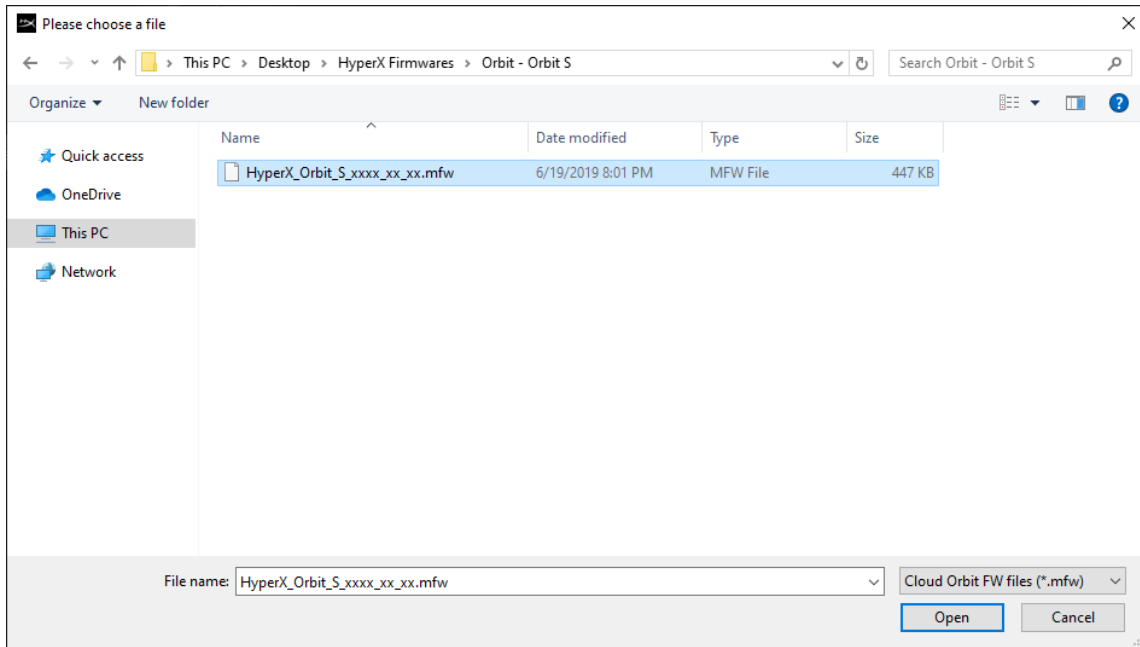 Please choose a file
This PC > Desktop > HyperX Firmwares > Orbit - Orbit S
Search Orbit - Orbit S
Organize
New folder
Name
Date modified
Type
Size
Quick access
HyperX_Orbit_S_xxxx_xx_xx.mfw
6/19/2019 8:01 PM
MFW File
447 KB
OneDrive
This PC
Network
File name:
HyperX_Orbit_S_xxxx_xx_xx.mfw
Cloud Orbit FW files (*.mfw)
Open
Cancel